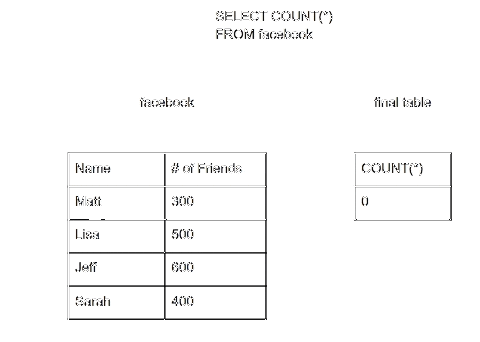 SELECT COUNT(*)
FROM facebook
facebook
final table
Name # of Friends
Matt 300
Lisa 500
Jeff 600
Sarah 400
COUNT(*)
0